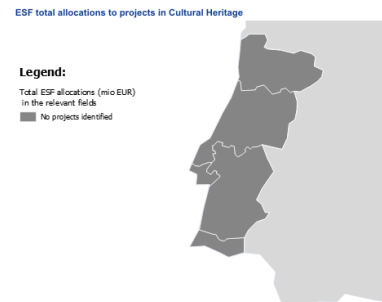 ESF total allocations to projects in Cultural Heritage
Legend:
Total ESF allocations (mio EUR)
in the relevant fields
No projects identified